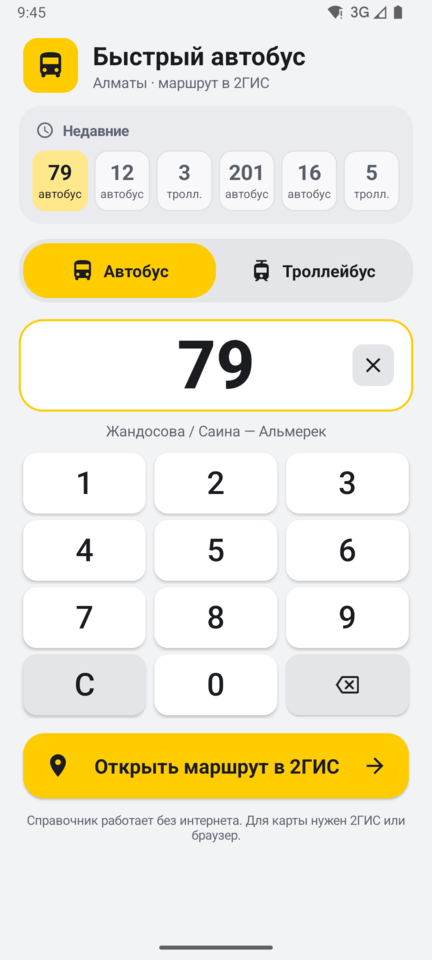 9:45
3G
Быстрый автобус
Алматы · маршрут в 2ГИС
Недавние
79 12 3 201 16 5
автобус автобус тролл. автобус автобус тролл.
Автобус Троллейбус
79
Жандосова / Саина — Альмерек
1 2 3
4 5 6
7 8 9
C 0
Открыть маршрут в 2ГИС
Справочник работает без интернета. Для карты нужен 2ГИС или
браузер.